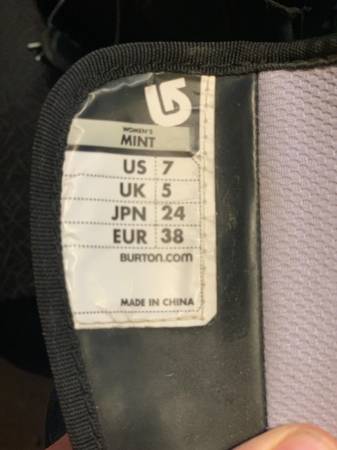 WOMEN'S
MINT
US 7
UK 5
JPN 24
EUR 38
BURTON.COM
MADE IN CHINA